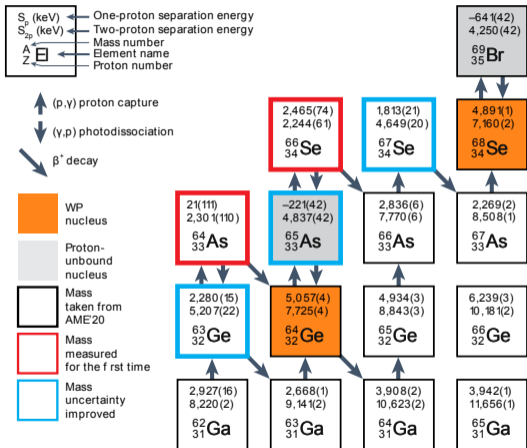 S_p (keV) One-proton separation energy
S_2p (keV) Two-proton separation energy
Mass number
A
Z El Element name
Proton number
(p,γ) proton capture
(γ,p) photodissociation
β+ decay
WP
nucleus
Proton-
unbound
nucleus
Mass
taken from
AME'20
Mass
measured
for the f rst time
Mass
uncertainty
improved
–641(42)
4,250(42)
69
35 Br
2,465(74)
2,244(61)
66
34 Se
1,813(21)
4,649(20)
67
34 Se
4,891(1)
7,160(2)
68
34 Se
21(111)
2,301(110)
64
33 As
–221(42)
4,837(42)
65
33 As
2,836(6)
7,770(6)
66
33 As
2,269(2)
8,508(1)
67
33 As
2,280(15)
5,207(22)
63
32 Ge
5,057(4)
7,725(4)
64
32 Ge
4,934(3)
8,843(3)
65
32 Ge
6,239(3)
10,181(2)
66
32 Ge
2,927(16)
8,220(2)
62
31 Ga
2,668(1)
9,141(2)
63
31 Ga
3,908(2)
10,623(2)
64
31 Ga
3,942(1)
11,656(1)
65
31 Ga